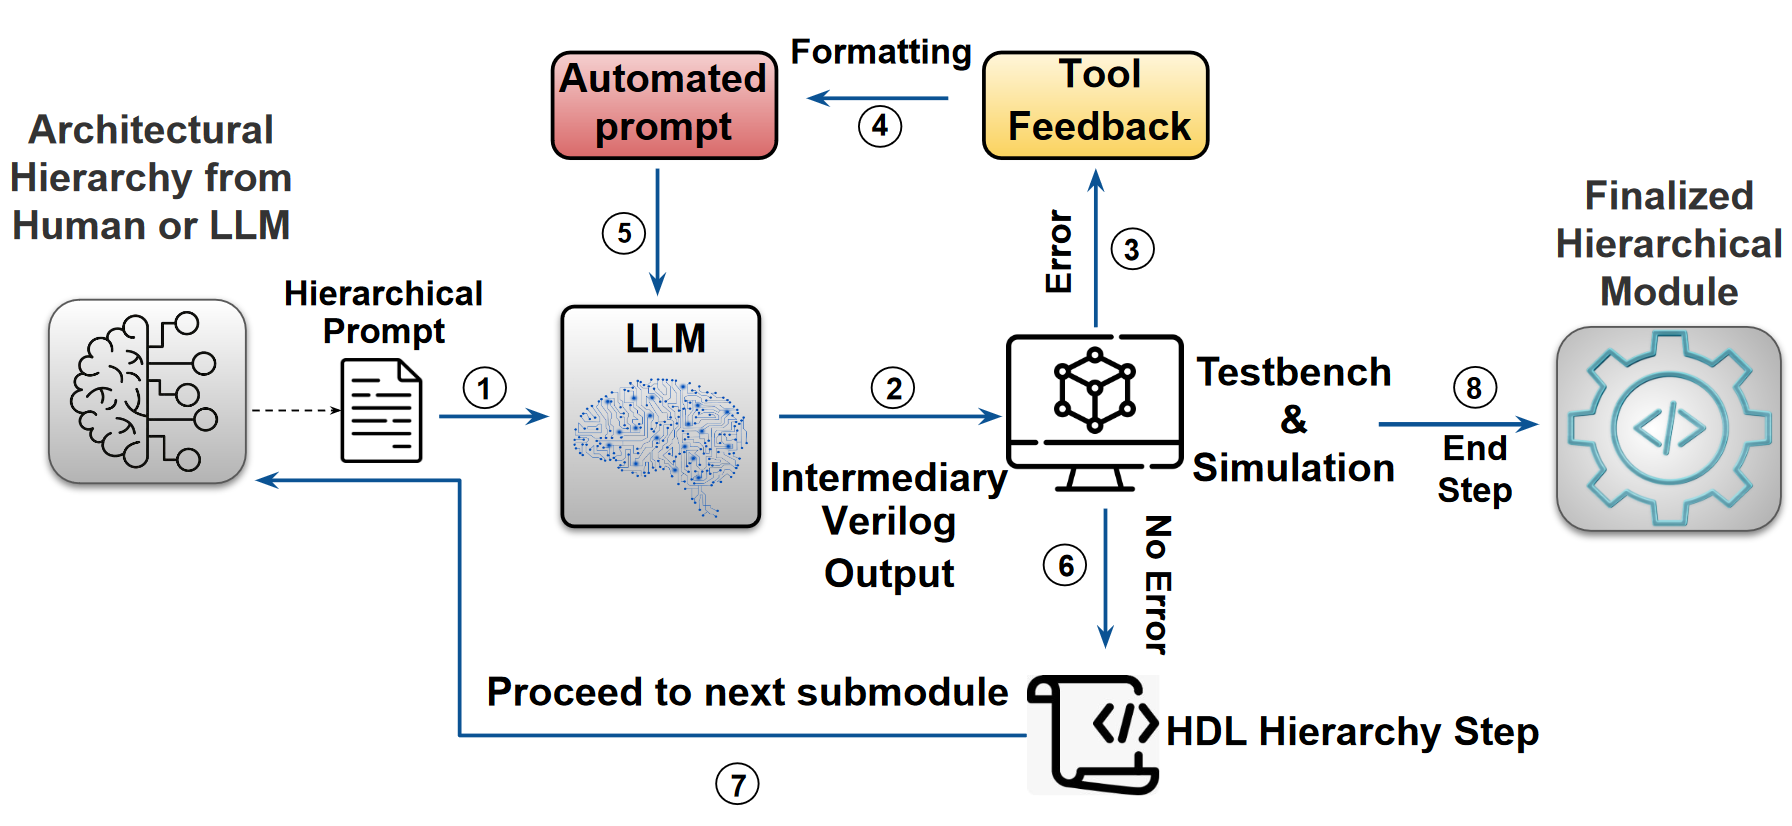 Architectural
Hierarchy from
Human or LLM
Hierarchical
Prompt
1
Automated
prompt
Formatting
4
Tool
Feedback
5
Error
3
LLM
2
Intermediary
Verilog
Output
Testbench
&
Simulation
8
End
Step
Finalized
Hierarchical
Module
</>
6
No Error
Proceed to next submodule
7
</>
HDL Hierarchy Step